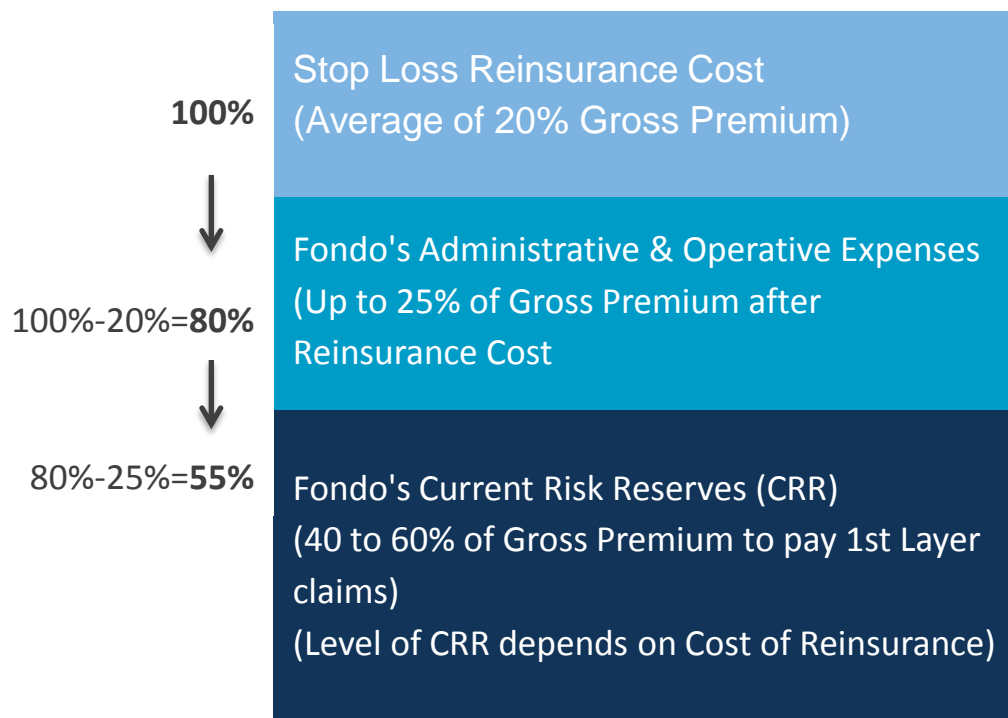 Stop Loss Reinsurance Cost
(Average of 20% Gross Premium)
100%
Fondo's Administrative & Operative Expenses
(Up to 25% of Gross Premium after
Reinsurance Cost
100%-20%=80%
Fondo's Current Risk Reserves (CRR)
(40 to 60% of Gross Premium to pay 1st Layer
claims)
(Level of CRR depends on Cost of Reinsurance)
80%-25%=55%